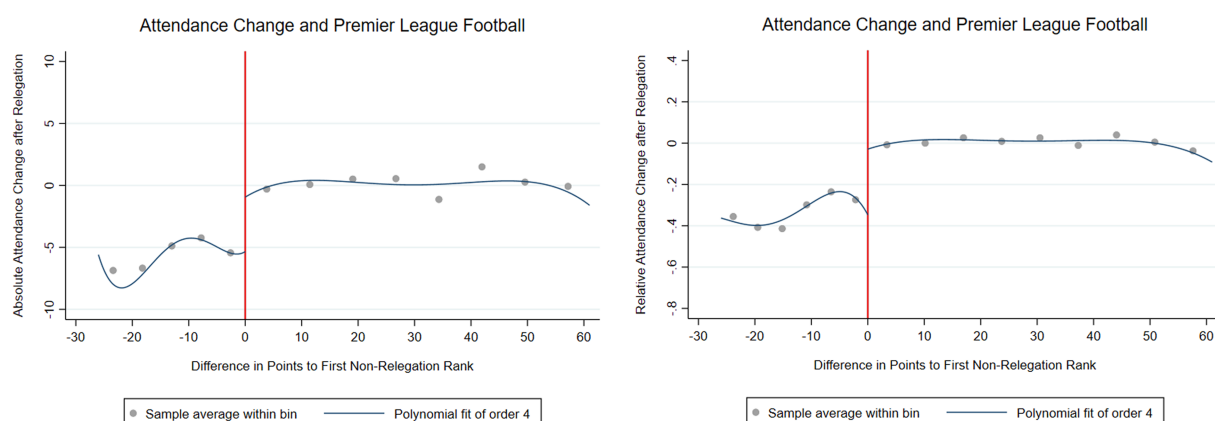 Attendance Change and Premier League Football
Absolute Attendance Change after Relegation
10
5
0
-5
-10
-30 -20 -10 0 10 20 30 40 50 60
Difference in Points to First Non-Relegation Rank
Sample average within bin Polynomial fit of order 4
Attendance Change and Premier League Football
Relative Attendance Change after Relegation
.4
.2
0
-.2
-.4
-.6
-.8
-30 -20 -10 0 10 20 30 40 50 60
Difference in Points to First Non-Relegation Rank
Sample average within bin Polynomial fit of order 4